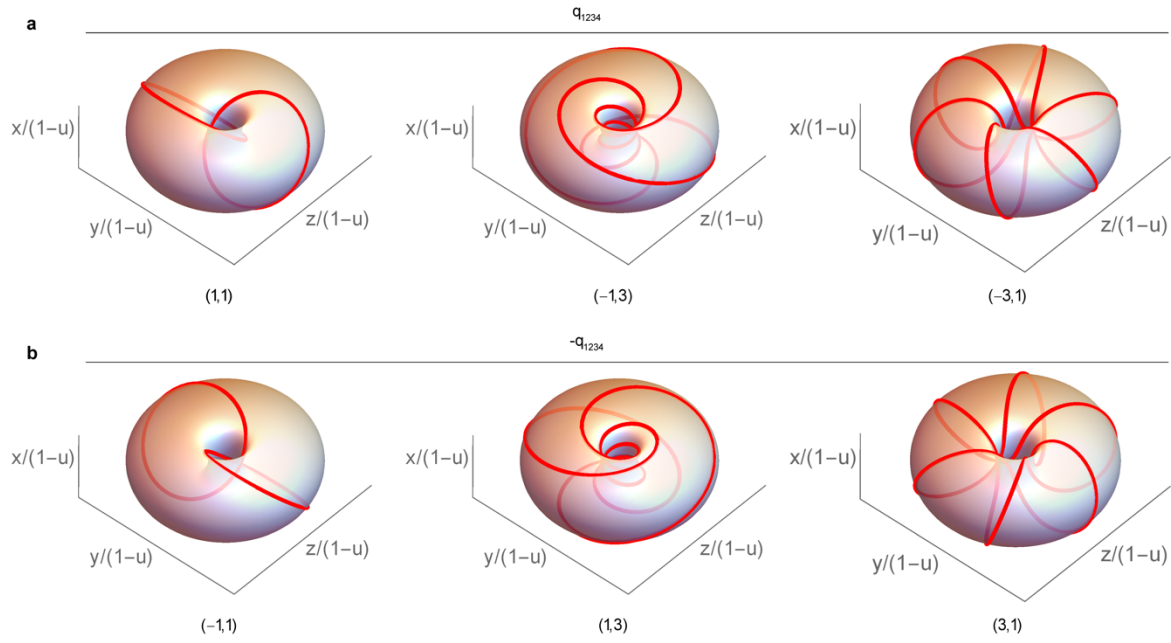 a
q₁₂₃₄
x/(1−u)
y/(1−u)
z/(1−u)
(1,1)
x/(1−u)
y/(1−u)
z/(1−u)
(−1,3)
x/(1−u)
y/(1−u)
z/(1−u)
(−3,1)
b
-q₁₂₃₄
x/(1−u)
y/(1−u)
z/(1−u)
(−1,1)
x/(1−u)
y/(1−u)
z/(1−u)
(1,3)
x/(1−u)
y/(1−u)
z/(1−u)
(3,1)